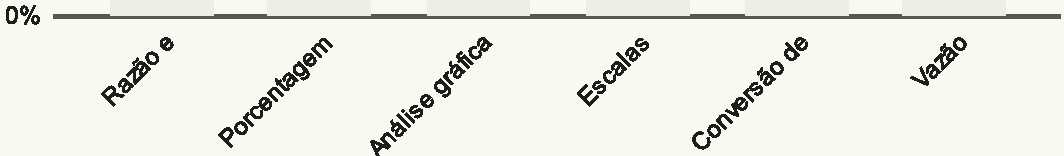 0%
Razão e
Porcentagem
Análise gráfica
Escalas
Conversão de
Vazão